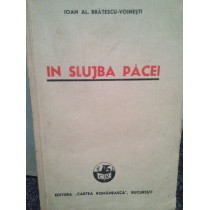 IOAN AL. BRĂTESCU-VOINEȘTI
IN SLUJBA PĂCEI
EDITURA „CARTEA ROMÂNEASCĂ”, BUCUREȘTI